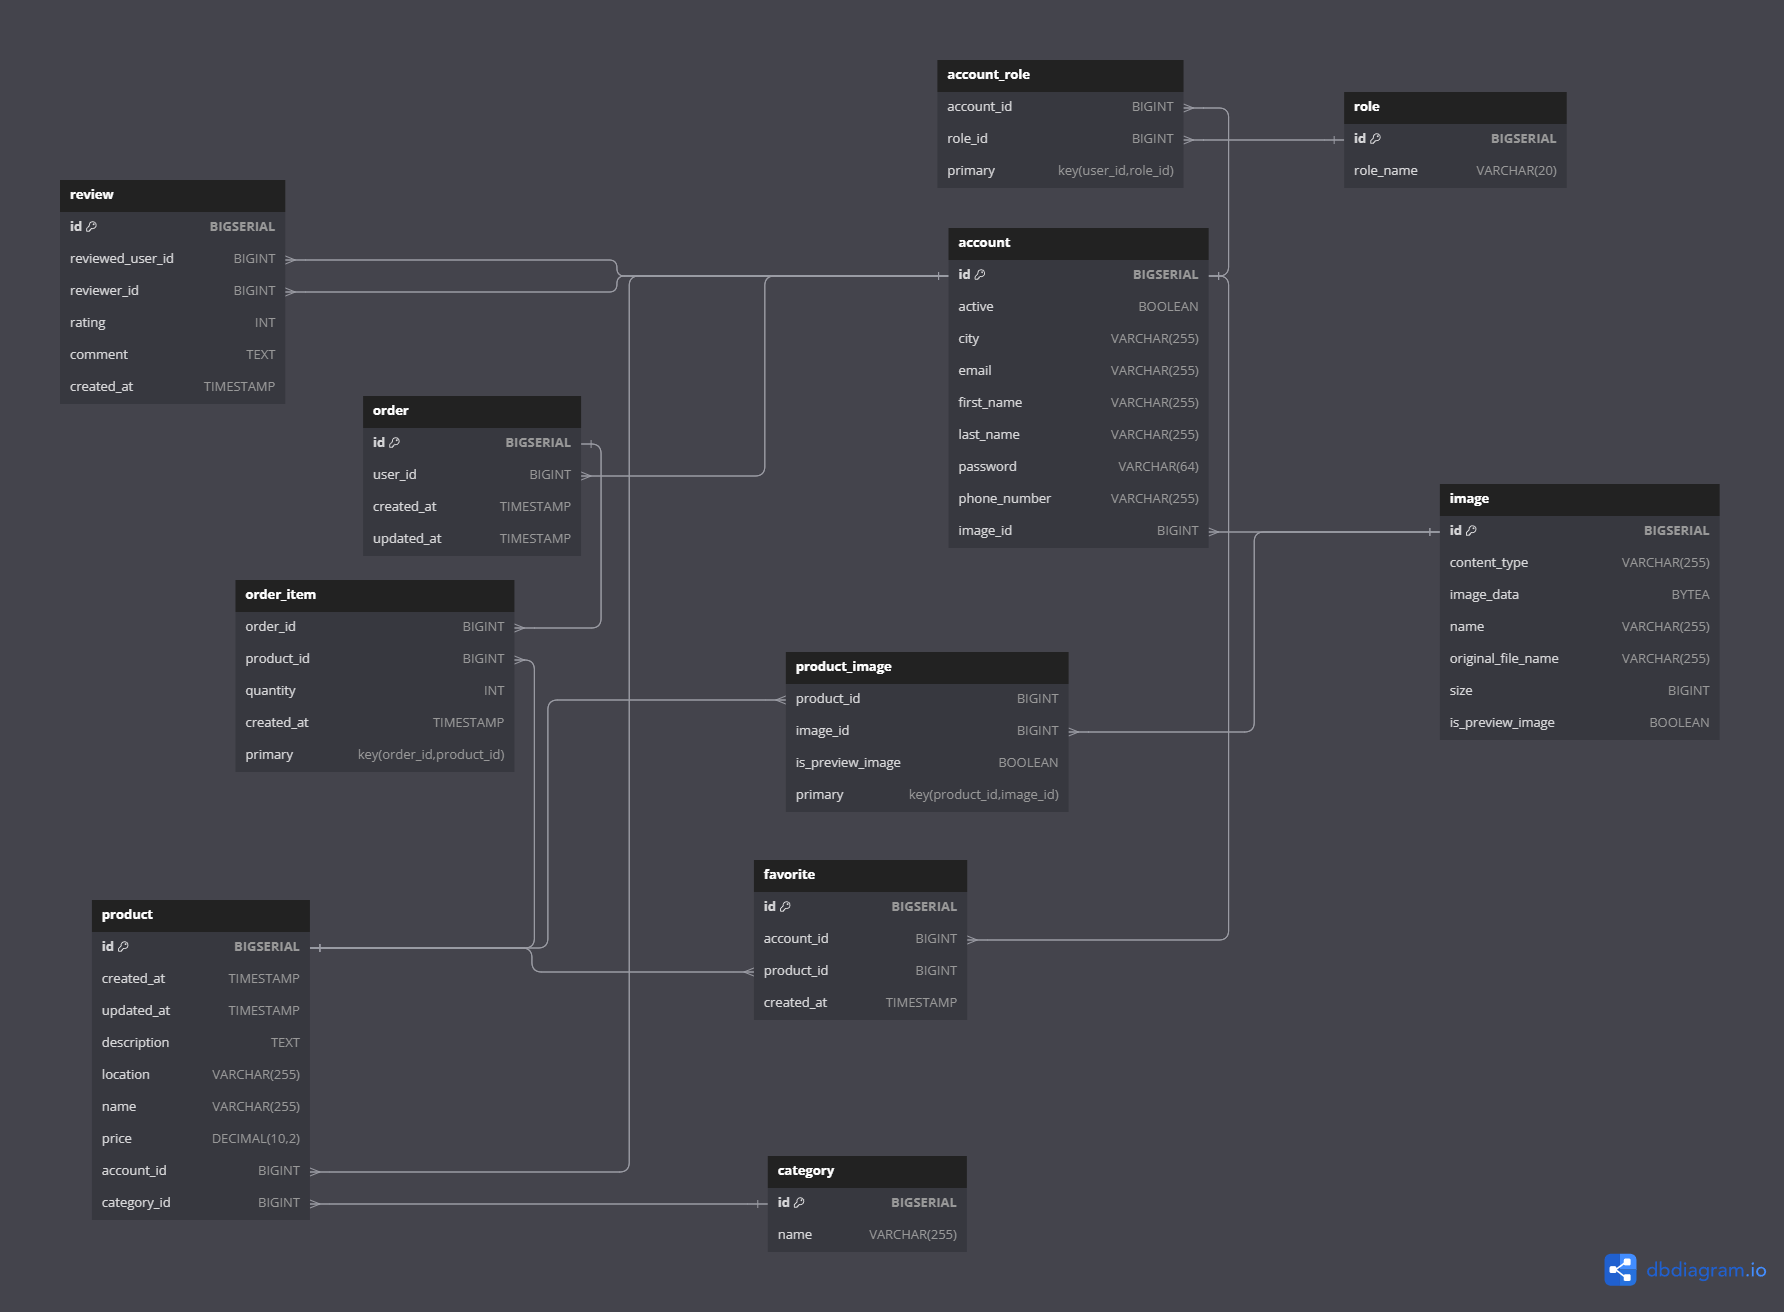 account_role
account_id BIGINT
role_id BIGINT
primary key(user_id,role_id)
role
id BIGSERIAL
role_name VARCHAR(20)
review
id BIGSERIAL
reviewed_user_id BIGINT
reviewer_id BIGINT
rating INT
comment TEXT
created_at TIMESTAMP
account
id BIGSERIAL
active BOOLEAN
city VARCHAR(255)
email VARCHAR(255)
first_name VARCHAR(255)
last_name VARCHAR(255)
password VARCHAR(64)
phone_number VARCHAR(255)
image_id BIGINT
order
id BIGSERIAL
user_id BIGINT
created_at TIMESTAMP
updated_at TIMESTAMP
image
id BIGSERIAL
content_type VARCHAR(255)
image_data BYTEA
name VARCHAR(255)
original_file_name VARCHAR(255)
size BIGINT
is_preview_image BOOLEAN
order_item
order_id BIGINT
product_id BIGINT
quantity INT
created_at TIMESTAMP
primary key(order_id,product_id)
product_image
product_id BIGINT
image_id BIGINT
is_preview_image BOOLEAN
primary key(product_id,image_id)
favorite
id BIGSERIAL
account_id BIGINT
product_id BIGINT
created_at TIMESTAMP
product
id BIGSERIAL
created_at TIMESTAMP
updated_at TIMESTAMP
description TEXT
location VARCHAR(255)
name VARCHAR(255)
price DECIMAL(10,2)
account_id BIGINT
category_id BIGINT
category
id BIGSERIAL
name VARCHAR(255)
dbdiagram.io